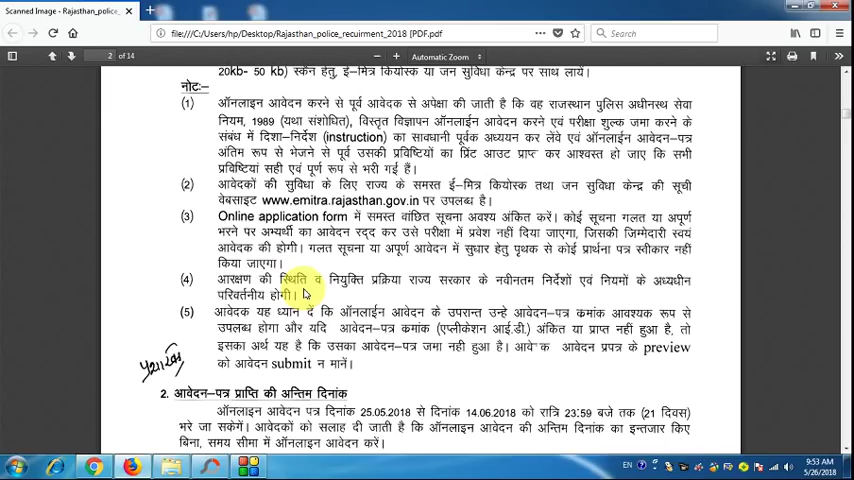 Scanned Image - Rajasthan_polic
file:///C:/Users/hp/Desktop/Rajasthan_police_recuirment_2018 [PDF.pdf
Search
2 of 14
Automatic Zoom
20kb- 50 kb) स्कैन हेतु, ई-मित्र कियोस्क या जन सुविधा केन्द्र पर साथ लायें।
नोटः-
(1) ऑनलाइन आवेदन करने से पूर्व आवेदक से अपेक्षा की जाती है कि वह राजस्थान पुलिस अधीनस्थ सेवा
नियम, 1989 (यथा संशोधित), विस्तृत विज्ञापन ऑनलाईन आवेदन करने एवं परीक्षा शुल्क जमा करने के
संबंध में दिशा-निर्देश (instruction) का सावधानी पूर्वक अध्ययन कर लेवे एवं ऑनलाईन आवेदन-पत्र
अंतिम रूप से भेजने से पूर्व उसकी प्रविष्टियों का प्रिंट आउट प्राप्त कर आश्वस्त हो जाए कि सभी
प्रविष्टियां सही एवं पूर्ण रूप से भरी गई हैं।
(2) आवेदकों की सुविधा के लिए राज्य के समस्त ई-मित्र कियोस्क तथा जन सुविधा केन्द्र की सूची
वेबसाइट www.emitra.rajasthan.gov.in पर उपलब्ध है।
(3) Online application form में समस्त वांछित सूचना अवश्य अंकित करें। कोई सूचना गलत या अपूर्ण
भरने पर अभ्यर्थी का आवेदन रद्द कर उसे परीक्षा में प्रवेश नहीं दिया जाएगा, जिसकी जिम्मेदारी स्वयं
आवेदक की होगी। गलत सूचना या अपूर्ण आवेदन में सुधार हेतु पृथक से कोई प्रार्थना पत्र स्वीकार नहीं
किया जाएगा।
(4) आरक्षण की स्थिति व नियुक्ति प्रक्रिया राज्य सरकार के नवीनतम निर्देशों एवं नियमों के अध्यधीन
परिवर्तनीय होगी।
(5) आवेदक यह ध्यान दें कि ऑनलाईन आवेदन के उपरान्त उन्हे आवेदन-पत्र कमांक आवश्यक रूप से
उपलब्ध होगा और यदि आवेदन-पत्र कमांक (एप्लीकेशन आई.डी.) अंकित या प्राप्त नहीं हुआ है, तो
इसका अर्थ यह है कि उसका आवेदन-पत्र जमा नही हुआ है। आवेदन प्रपत्र के preview
को आवेदन submit न मानें।
2. आवेदन-पत्र प्राप्ति की अन्तिम दिनांक
ऑनलाईन आवेदन पत्र दिनांक 25.05.2018 से दिनांक 14.06.2018 को रात्रि 23:59 बजे तक (21 दिवस)
भरे जा सकेगें। आवेदकों को सलाह दी जाती है कि ऑनलाईन आवेदन की अन्तिम दिनांक का इन्तजार किए
बिना, समय सीमा में ऑनलाईन आवेदन करें।
EN
9:53 AM
5/26/2018